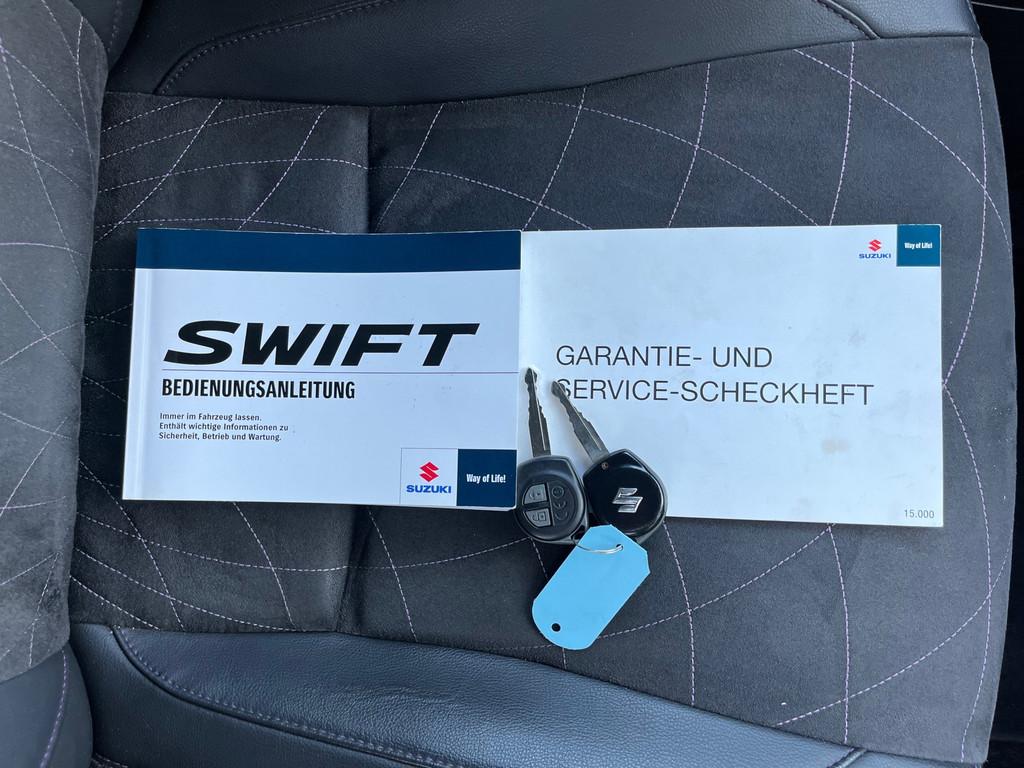 SWIFT
BEDIENUNGSANLEITUNG
Immer im Fahrzeug lassen.
Enthält wichtige Informationen zu
Sicherheit, Betrieb und Wartung.
SUZUKI
Way of Life!
SUZUKI
Way of Life!
GARANTIE- UND
SERVICE-SCHECKHEFT
15.000